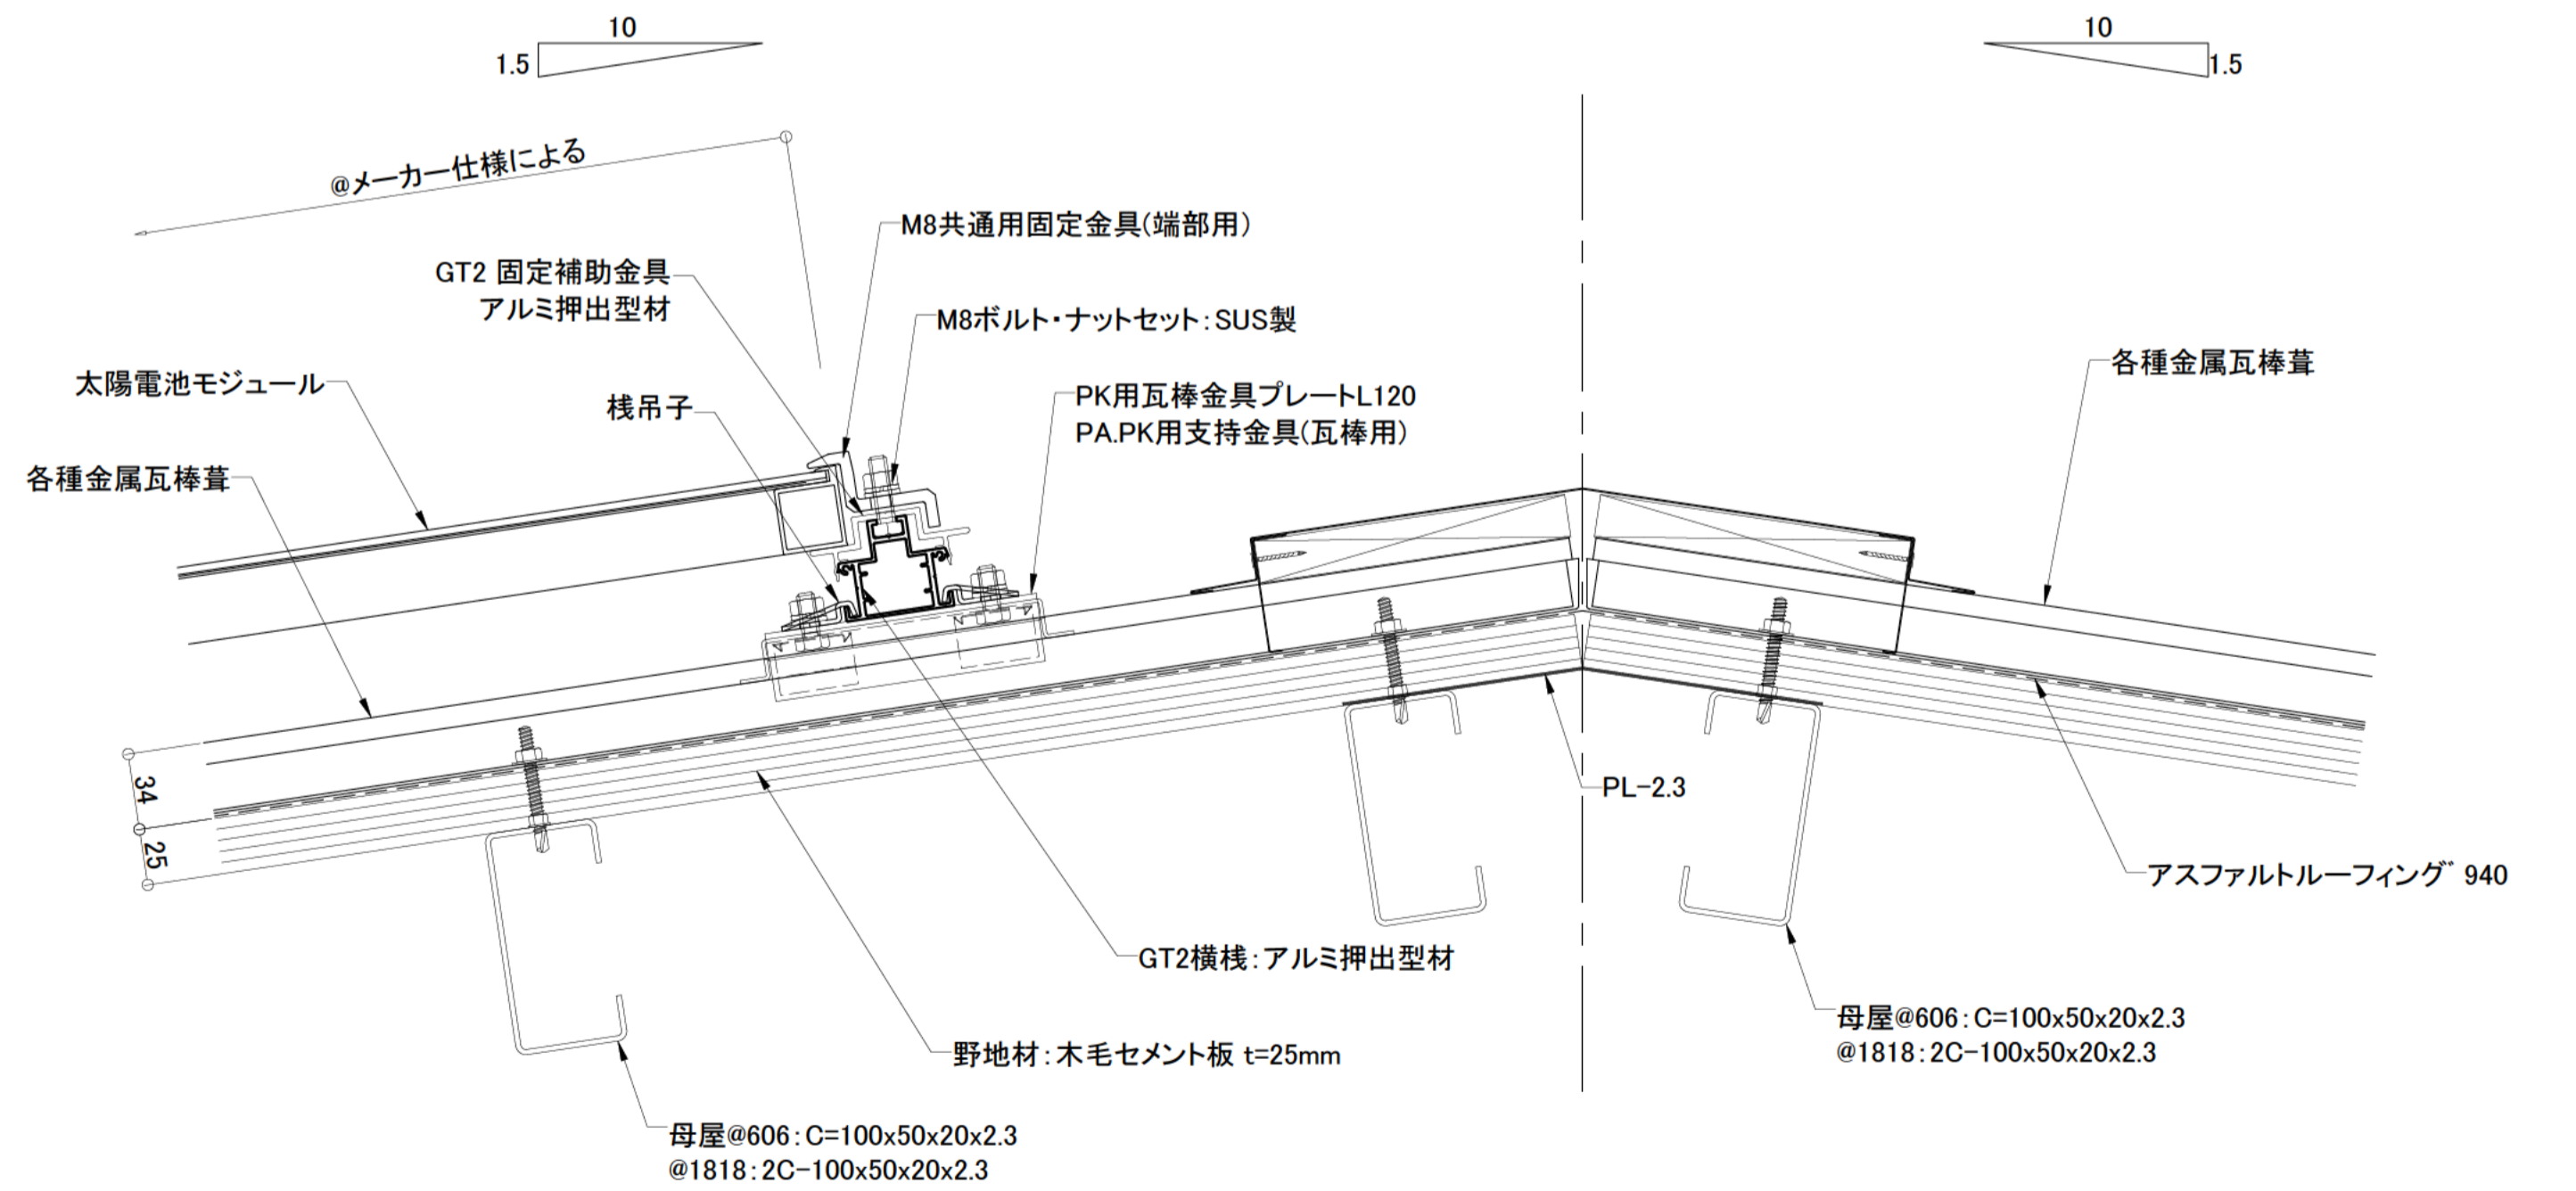 10
1.5
10
1.5
@メーカー仕様による
M8共通用固定金具(端部用)
GT2 固定補助金具
アルミ押出型材
M8ボルト・ナットセット:SUS製
太陽電池モジュール
桟吊子
PK用瓦棒金具プレートL120
PA.PK用支持金具(瓦棒用)
各種金属瓦棒葺
各種金属瓦棒葺
34
25
PL-2.3
アスファルトルーフィング 940
GT2横桟:アルミ押出型材
野地材:木毛セメント板 t=25mm
母屋@606:C=100x50x20x2.3
@1818:2C-100x50x20x2.3
母屋@606:C=100x50x20x2.3
@1818:2C-100x50x20x2.3